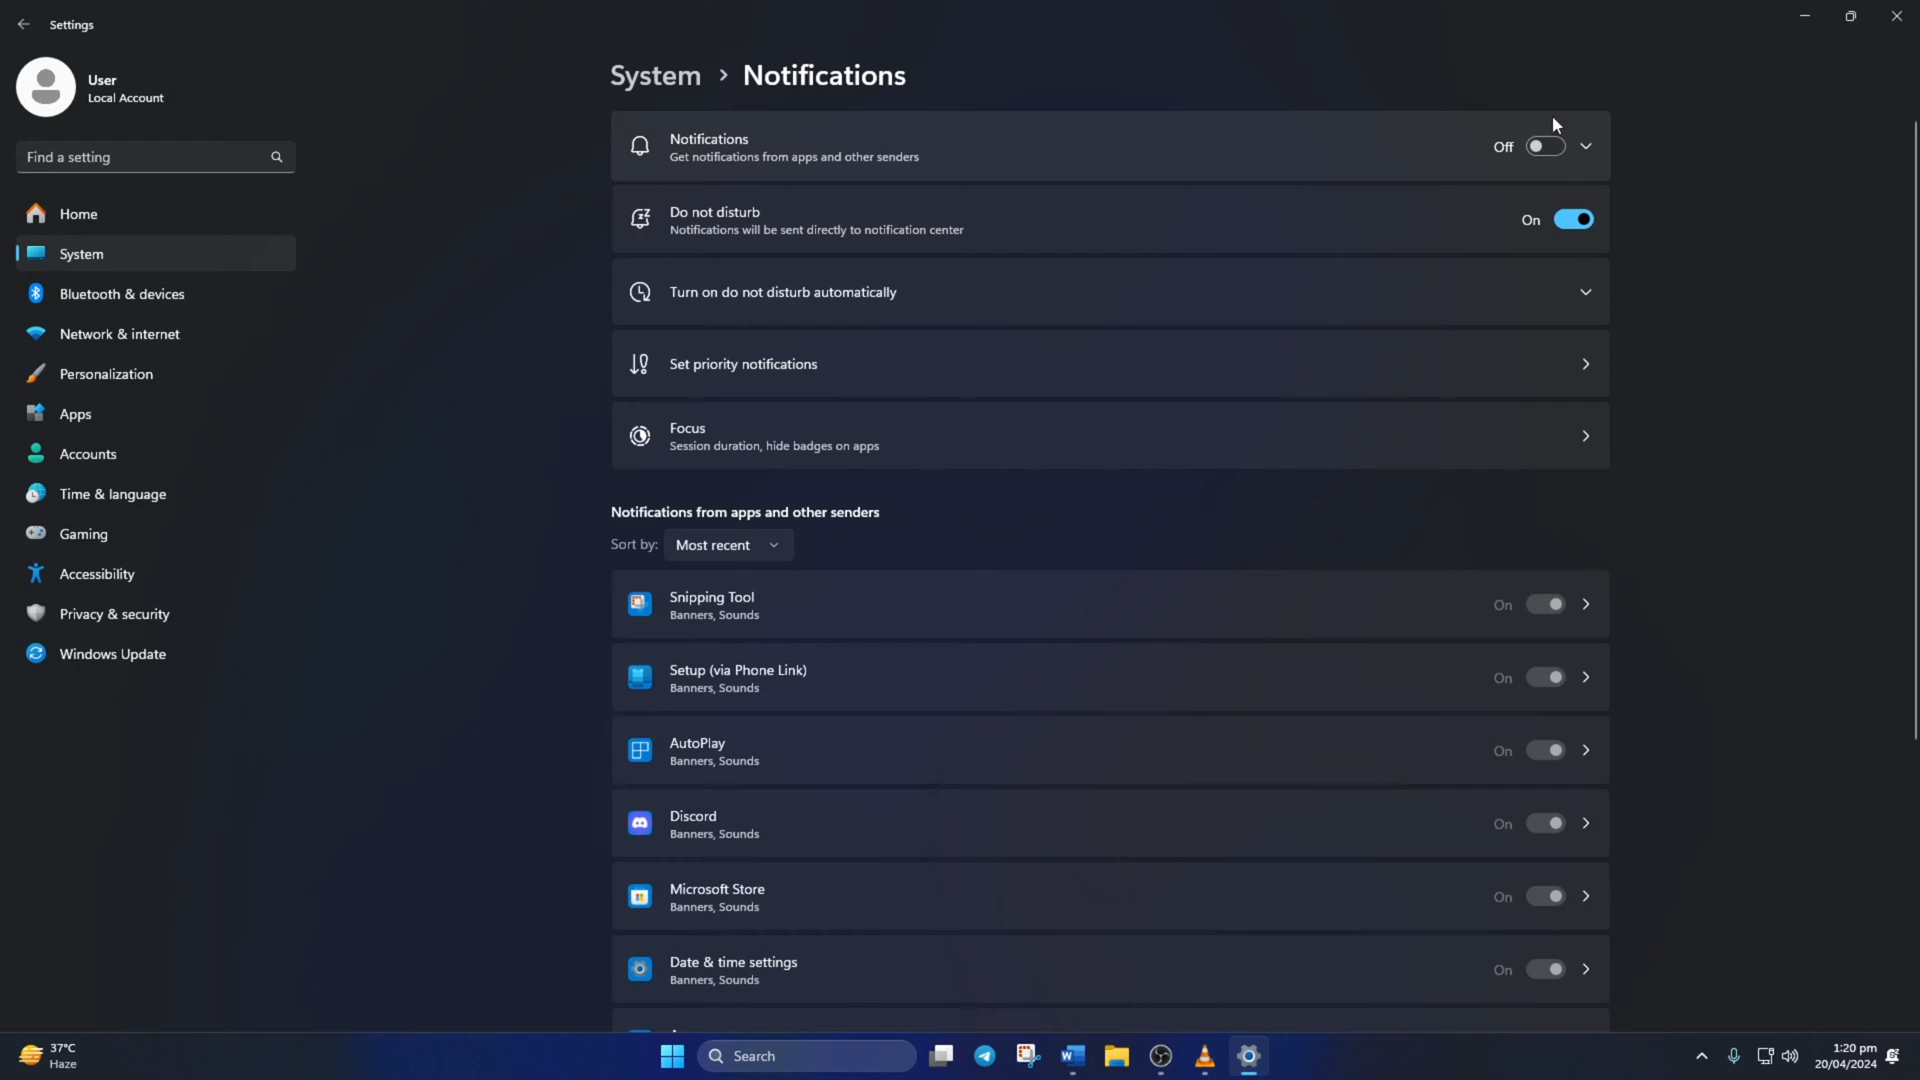 Settings
User
Local Account
Find a setting
Home
System
Bluetooth & devices
Network & internet
Personalization
Apps
Accounts
Time & language
Gaming
Accessibility
Privacy & security
Windows Update
System > Notifications
Notifications
Get notifications from apps and other senders
Off
Do not disturb
Notifications will be sent directly to notification center
On
Turn on do not disturb automatically
Set priority notifications
Focus
Session duration, hide badges on apps
Notifications from apps and other senders
Sort by: Most recent
Snipping Tool
Banners, Sounds
On
Setup (via Phone Link)
Banners, Sounds
On
AutoPlay
Banners, Sounds
On
Discord
Banners, Sounds
On
Microsoft Store
Banners, Sounds
On
Date & time settings
Banners, Sounds
On
37°C
Haze
Search
1:20 pm
20/04/2024